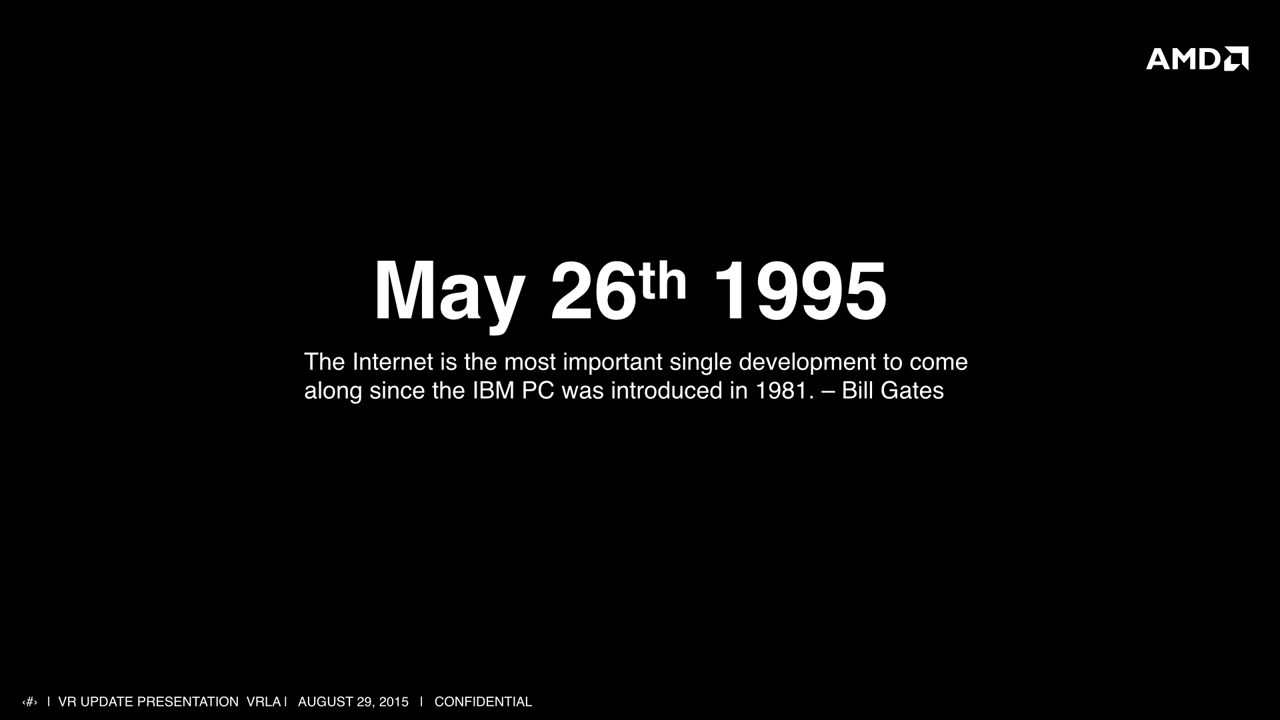 AMD
May 26th 1995
The Internet is the most important single development to come
along since the IBM PC was introduced in 1981. – Bill Gates
‹#› | VR UPDATE PRESENTATION VRLA | AUGUST 29, 2015 | CONFIDENTIAL